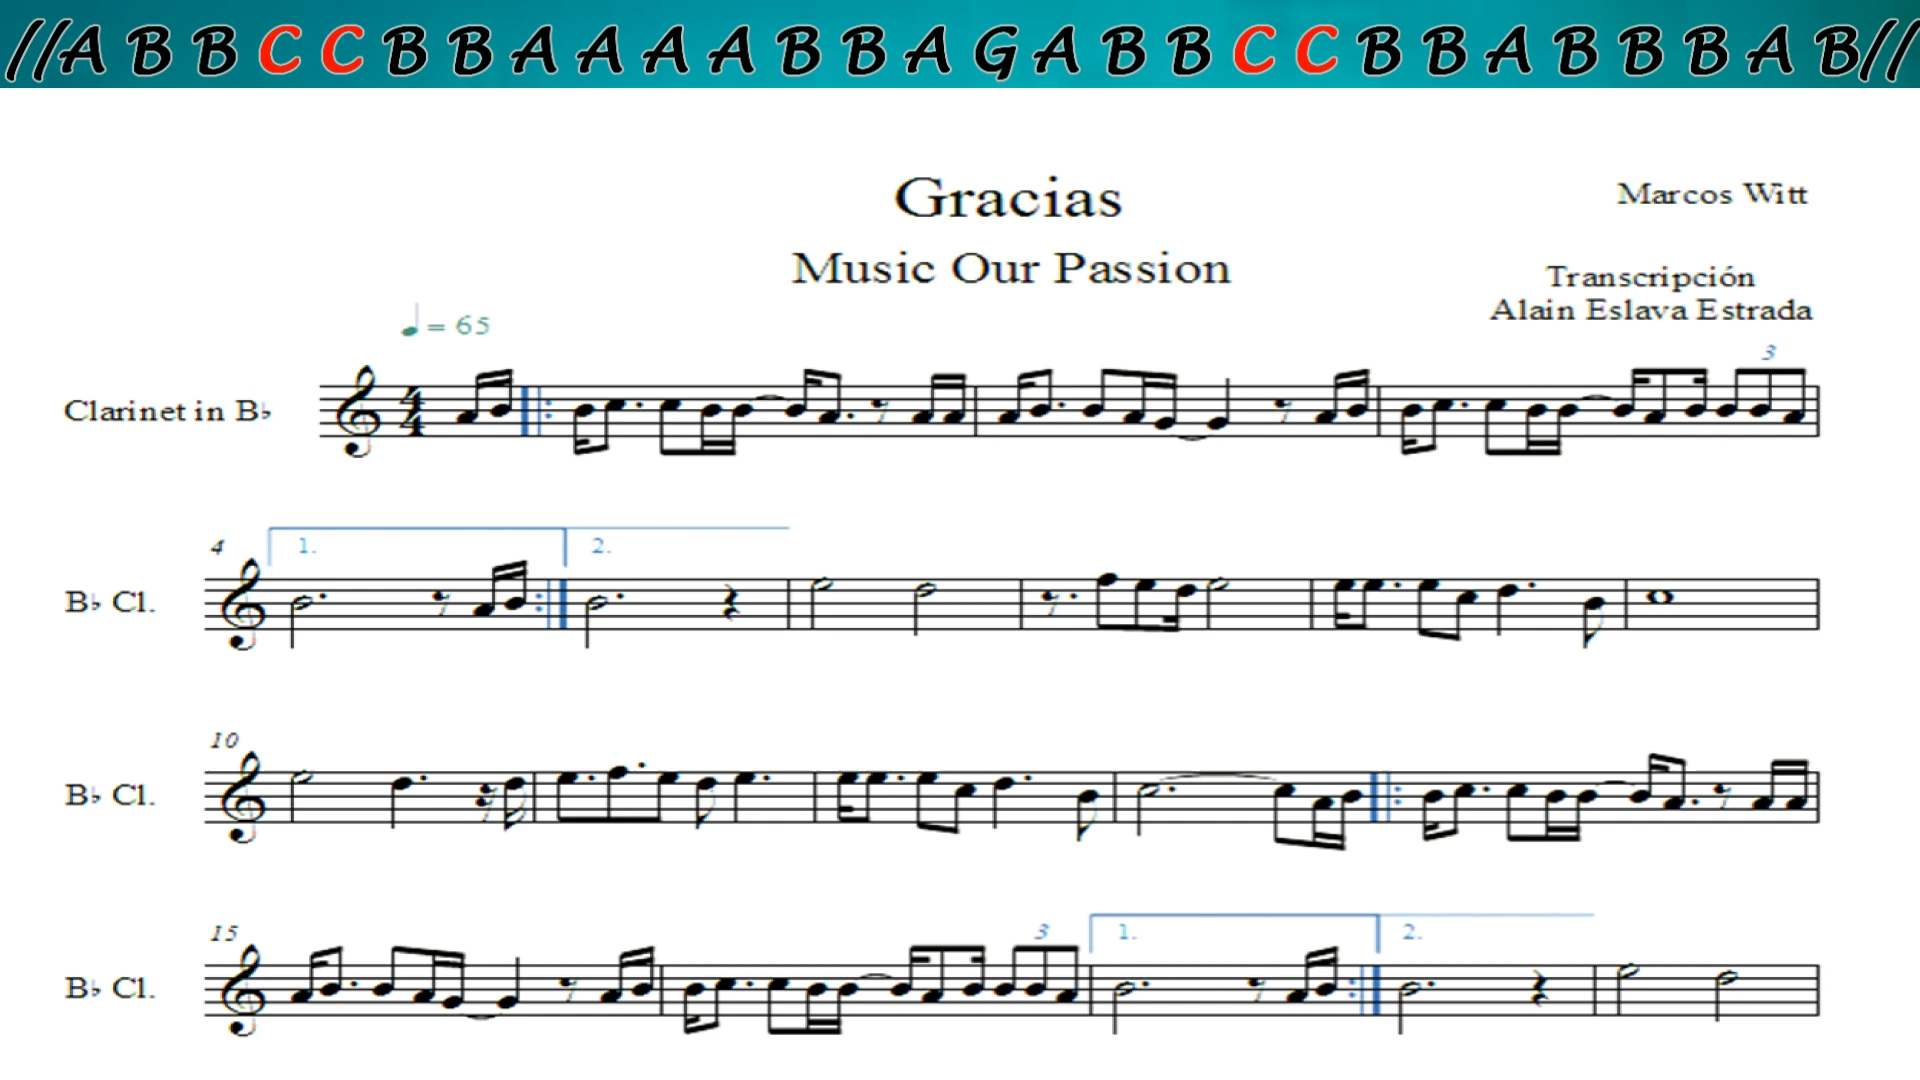 //A B B C C B B A A A A B B A G A B B C C B B A B B B A B//
Gracias
Marcos Witt
Music Our Passion
Transcripción
Alain Eslava Estrada
♩ = 65
3
Clarinet in B♭
4
1.
2.
B♭ Cl.
10
B♭ Cl.
15
3
1.
2.
B♭ Cl.